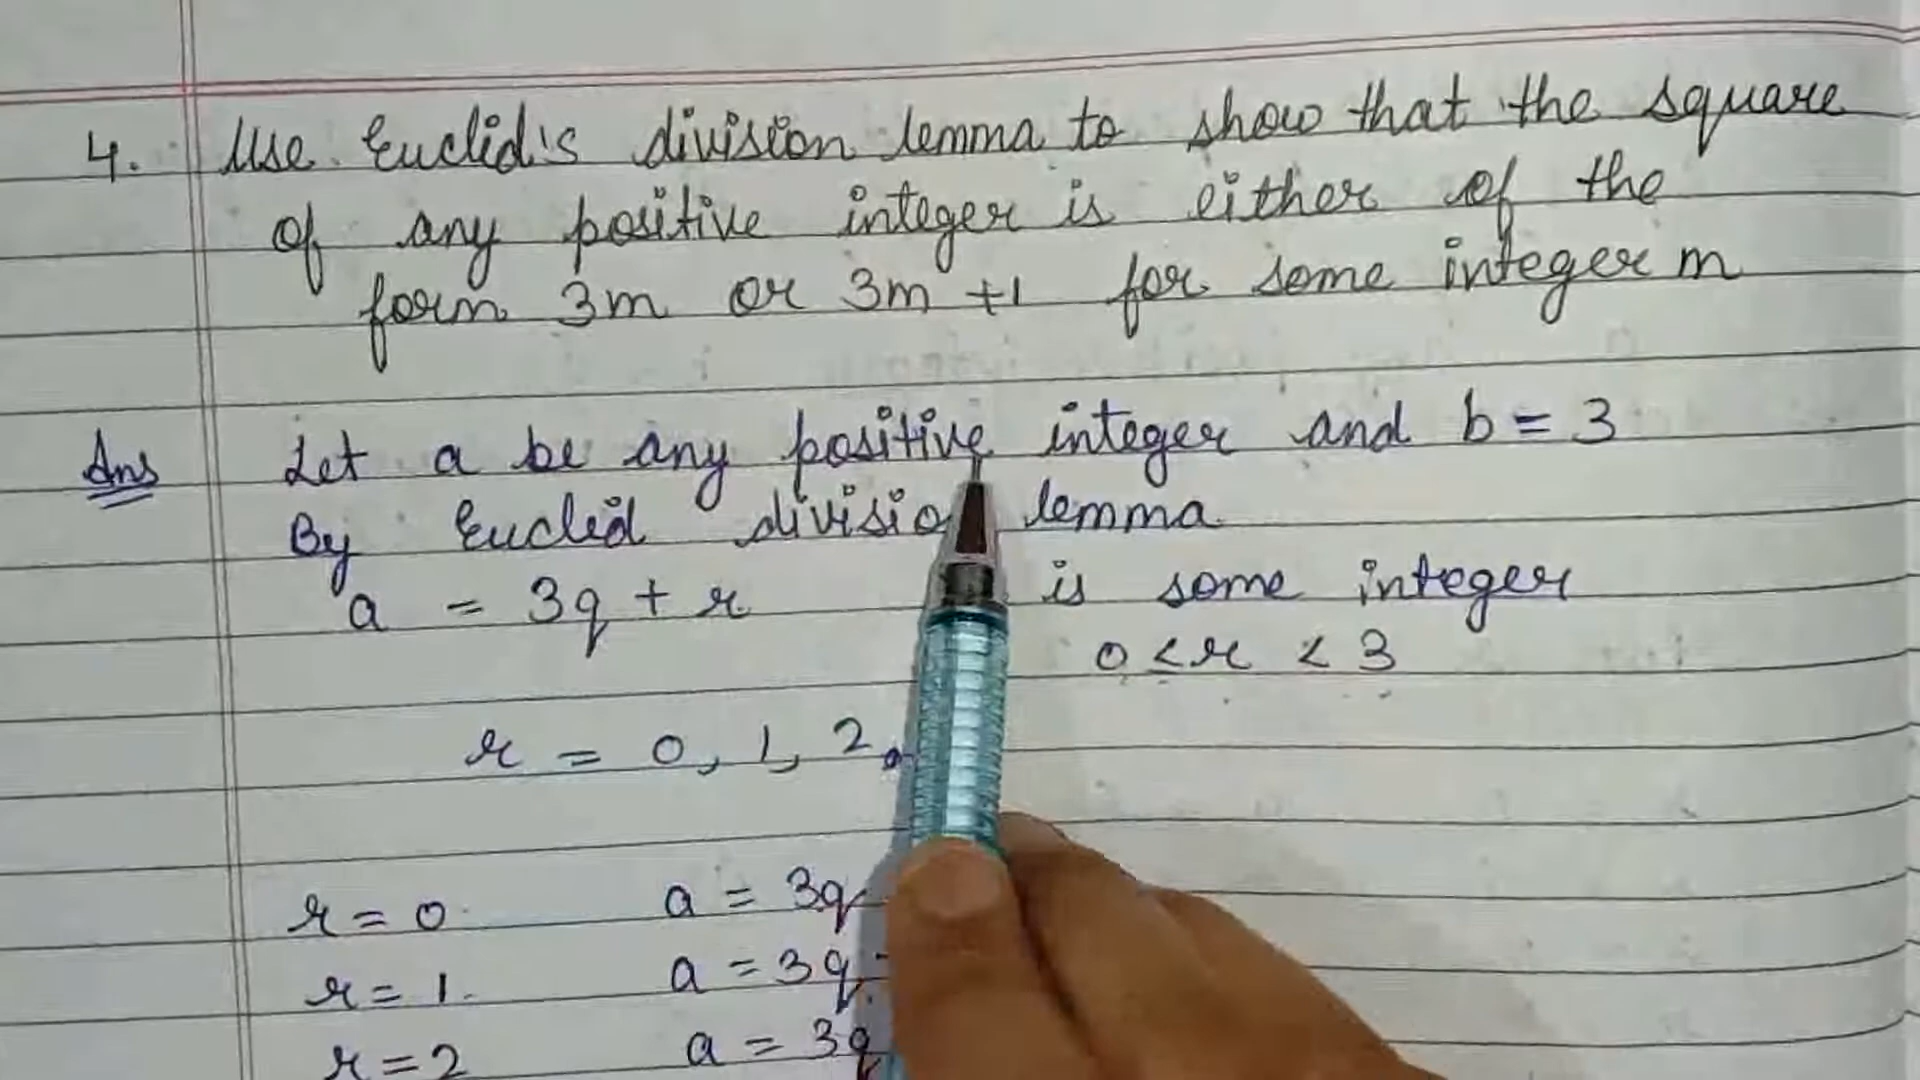 4. Use Euclid's division lemma to show that the square
of any positive integer is either of the
form 3m or 3m +1 for some integer m
Ans Let a be any positive integer and b = 3
By Euclid division lemma
a = 3q + r is some integer
0 ≤ r < 3
r = 0, 1, 2.
r = 0. a = 3q
r = 1. a = 3q
r = 2 a = 3q